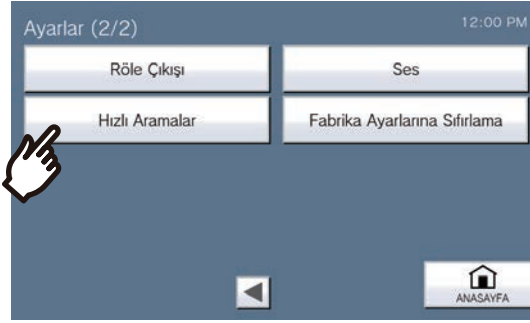 Ayarlar (2/2)
12:00 PM
Röle Çıkışı
Ses
Hızlı Aramalar
Fabrika Ayarlarına Sıfırlama
ANASAYFA